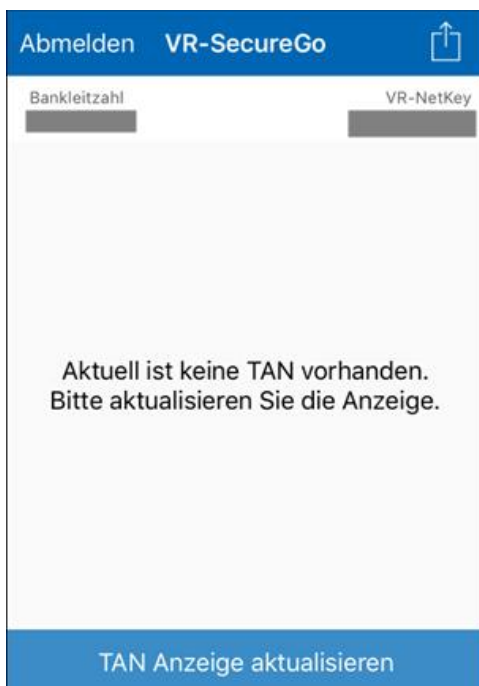 Abmelden VR-SecureGo
Bankleitzahl VR-NetKey
Aktuell ist keine TAN vorhanden.
Bitte aktualisieren Sie die Anzeige.
TAN Anzeige aktualisieren